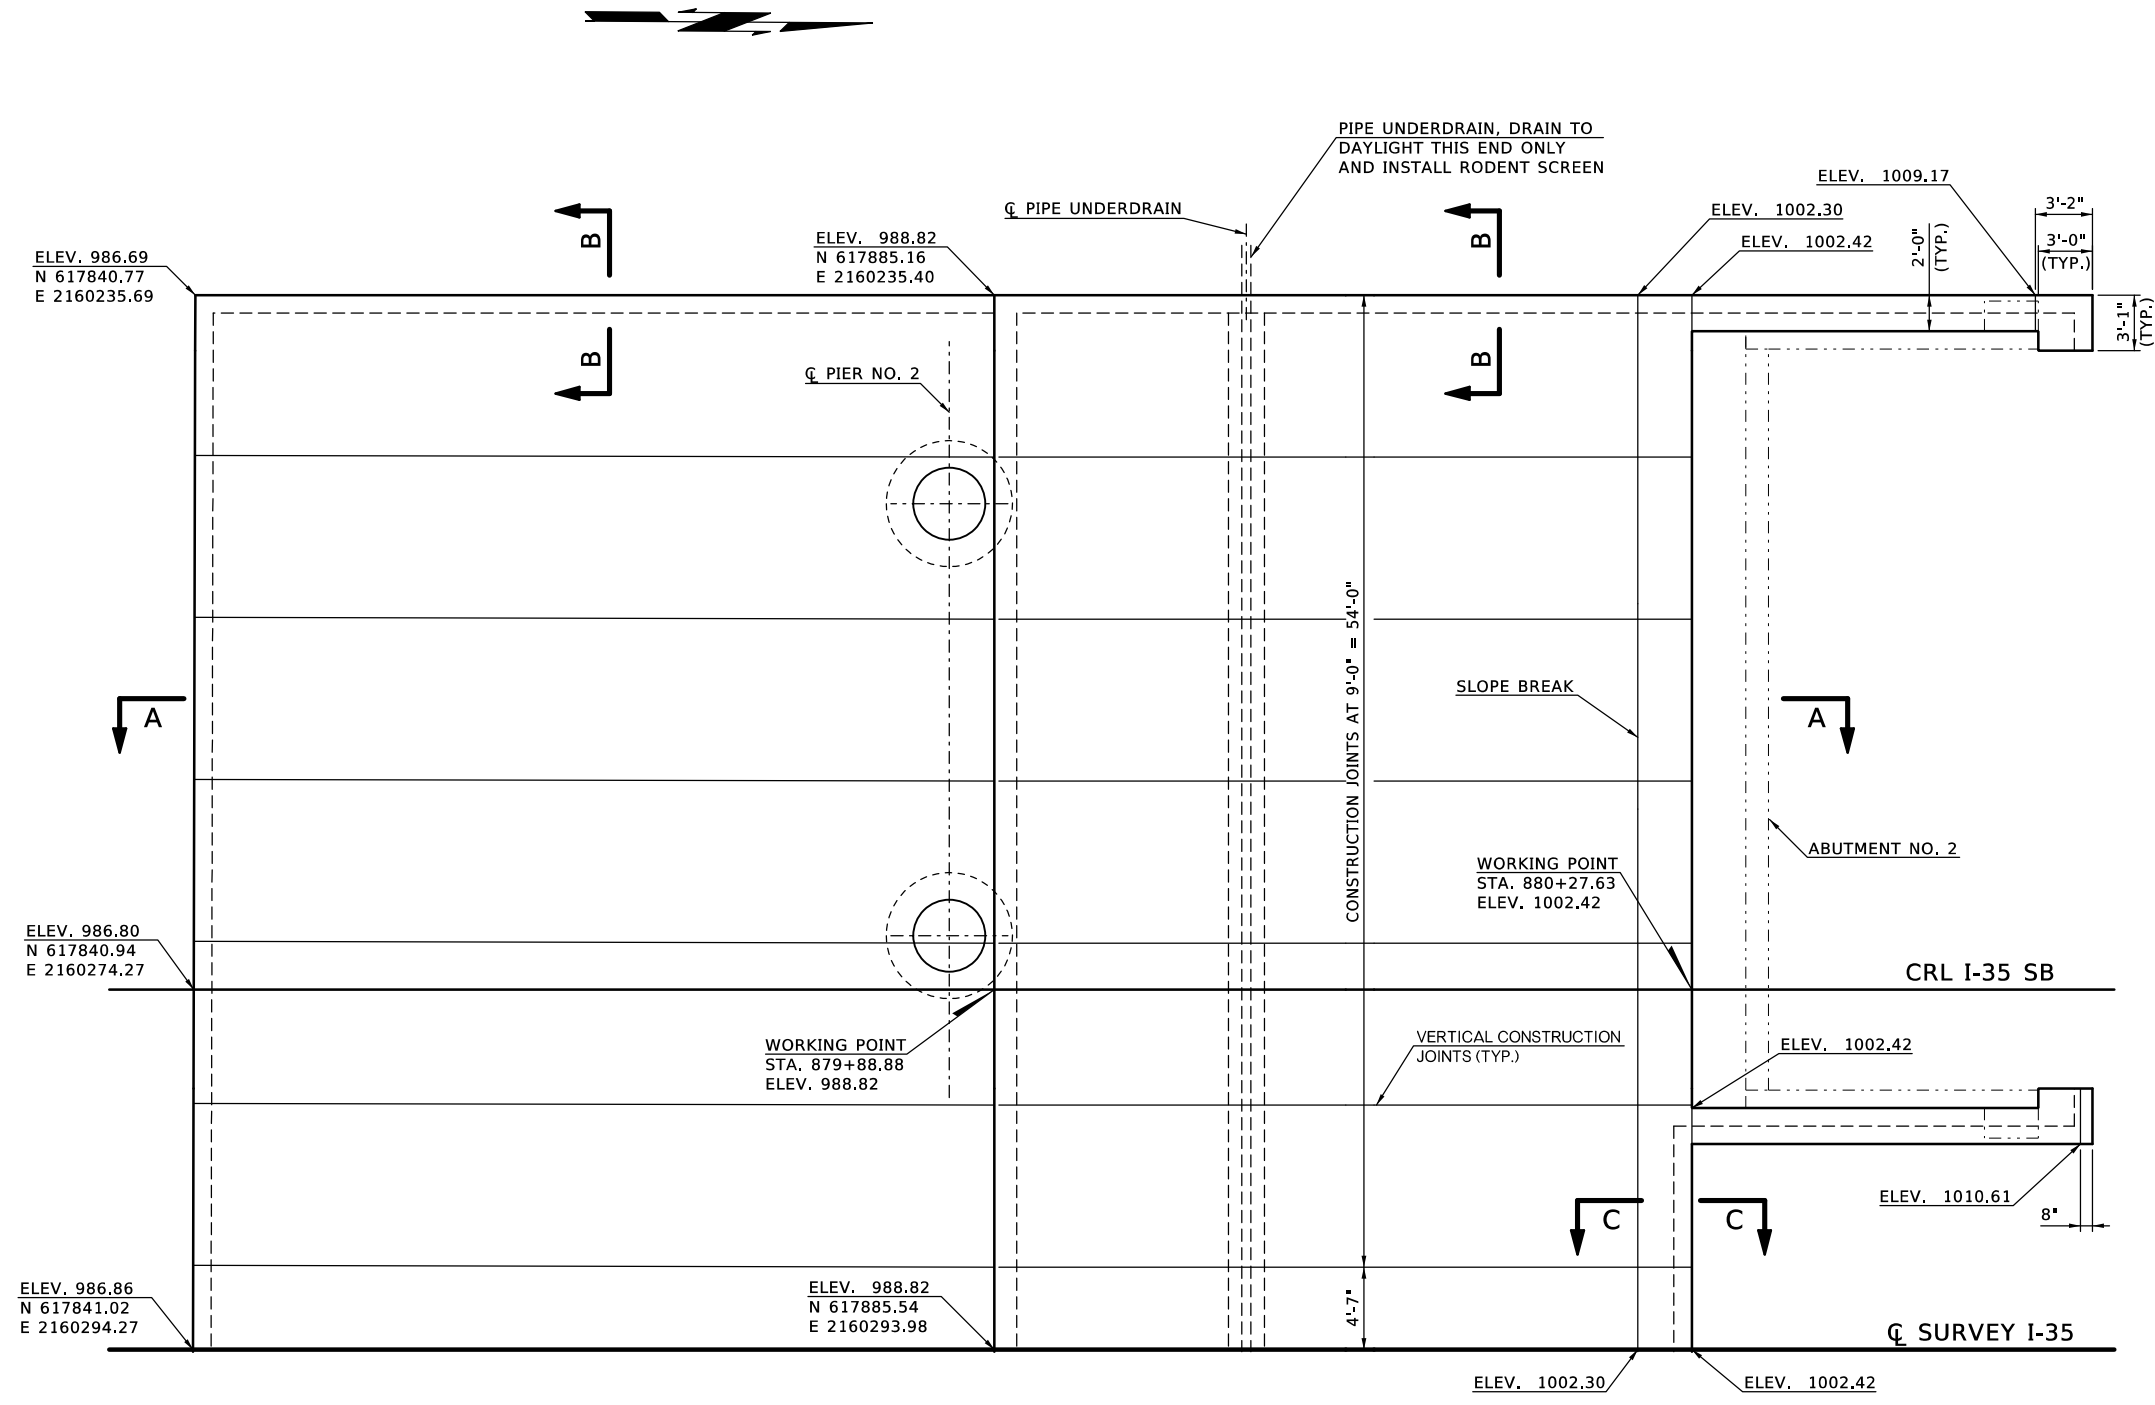 PIPE UNDERDRAIN, DRAIN TO
DAYLIGHT THIS END ONLY
AND INSTALL RODENT SCREEN
ELEV. 1009.17
℄ PIPE UNDERDRAIN
ELEV. 1002.30
3'-2"
ELEV. 988.82
N 617885.16
E 2160235.40
B
B
ELEV. 1002.42
2'-0"
(TYP.)
3'-0"
(TYP.)
ELEV. 986.69
N 617840.77
E 2160235.69
3'-1"
(TYP.)
B
B
℄ PIER NO. 2
CONSTRUCTION JOINTS AT 9'-0" = 54'-0"
SLOPE BREAK
A
A
ABUTMENT NO. 2
WORKING POINT
STA. 880+27.63
ELEV. 1002.42
ELEV. 986.80
N 617840.94
E 2160274.27
CRL I-35 SB
WORKING POINT
STA. 879+88.88
ELEV. 988.82
VERTICAL CONSTRUCTION
JOINTS (TYP.)
ELEV. 1002.42
ELEV. 1010.61
8"
C
C
ELEV. 986.86
N 617841.02
E 2160294.27
ELEV. 988.82
N 617885.54
E 2160293.98
4'-7"
℄ SURVEY I-35
ELEV. 1002.30
ELEV. 1002.42